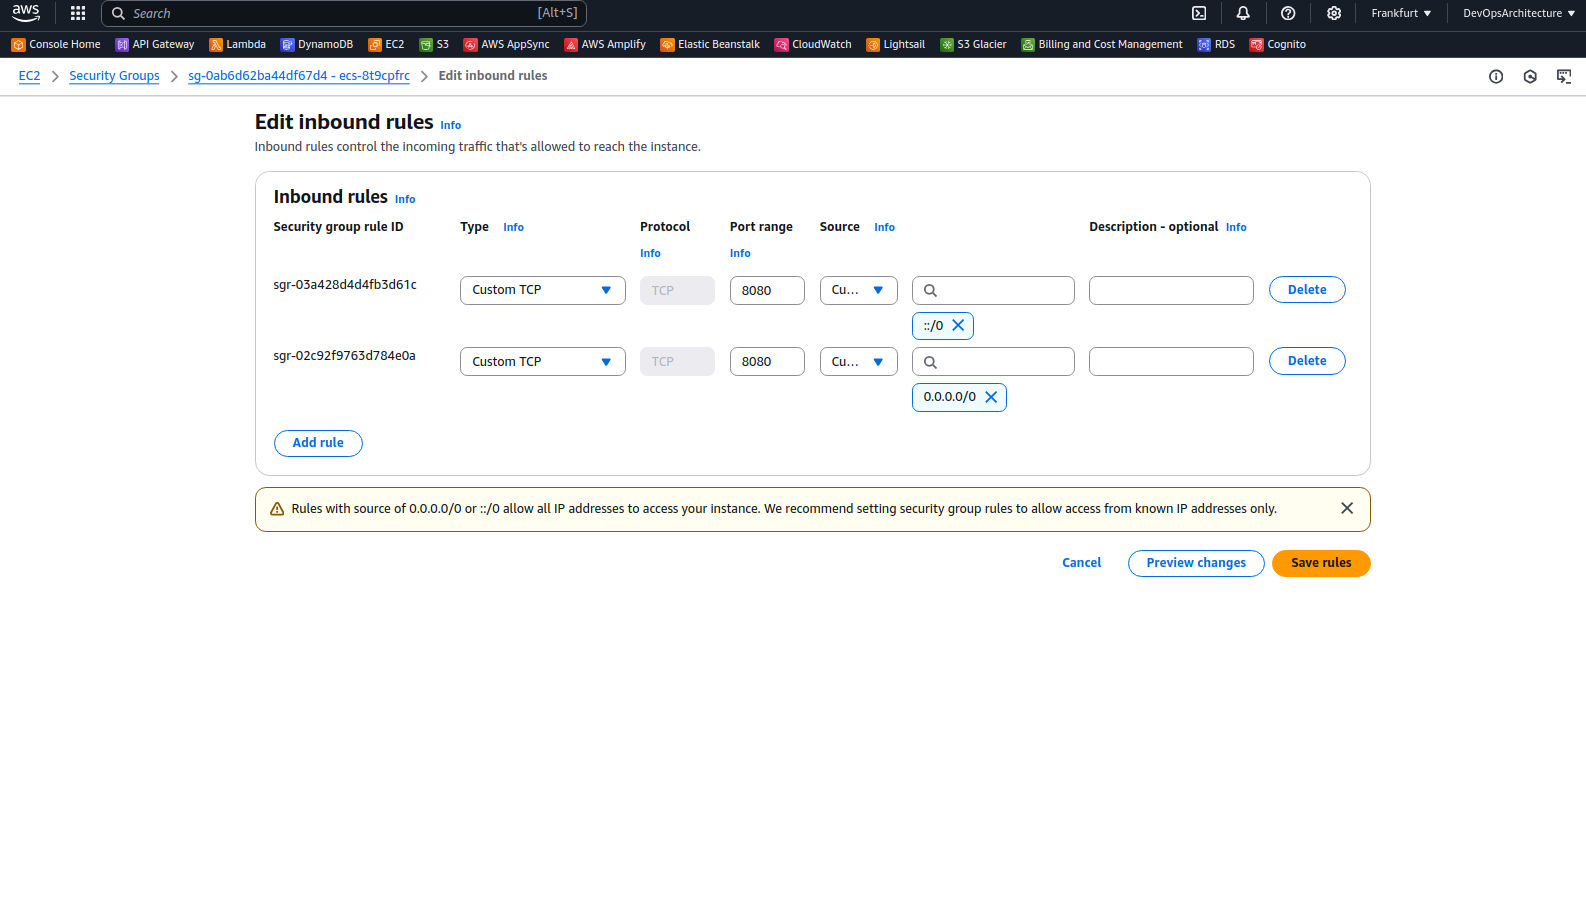 aws
Search [Alt+S] Frankfurt ▼ DevOpsArchitecture ▼
Console Home API Gateway Lambda DynamoDB EC2 S3 AWS AppSync AWS Amplify Elastic Beanstalk CloudWatch Lightsail S3 Glacier Billing and Cost Management RDS Cognito
EC2 > Security Groups > sg-0ab6d62ba44df67d4 - ecs-8t9cpfrc > Edit inbound rules
Edit inbound rules Info
Inbound rules control the incoming traffic that's allowed to reach the instance.
Inbound rules Info
Security group rule ID Type Info Protocol Port range Source Info Description - optional Info
Info Info
sgr-03a428d4d4fb3d61c Custom TCP TCP 8080 Cu... Delete
::/0
sgr-02c92f9763d784e0a Custom TCP TCP 8080 Cu... Delete
0.0.0.0/0
Add rule
Rules with source of 0.0.0.0/0 or ::/0 allow all IP addresses to access your instance. We recommend setting security group rules to allow access from known IP addresses only.
Cancel Preview changes Save rules